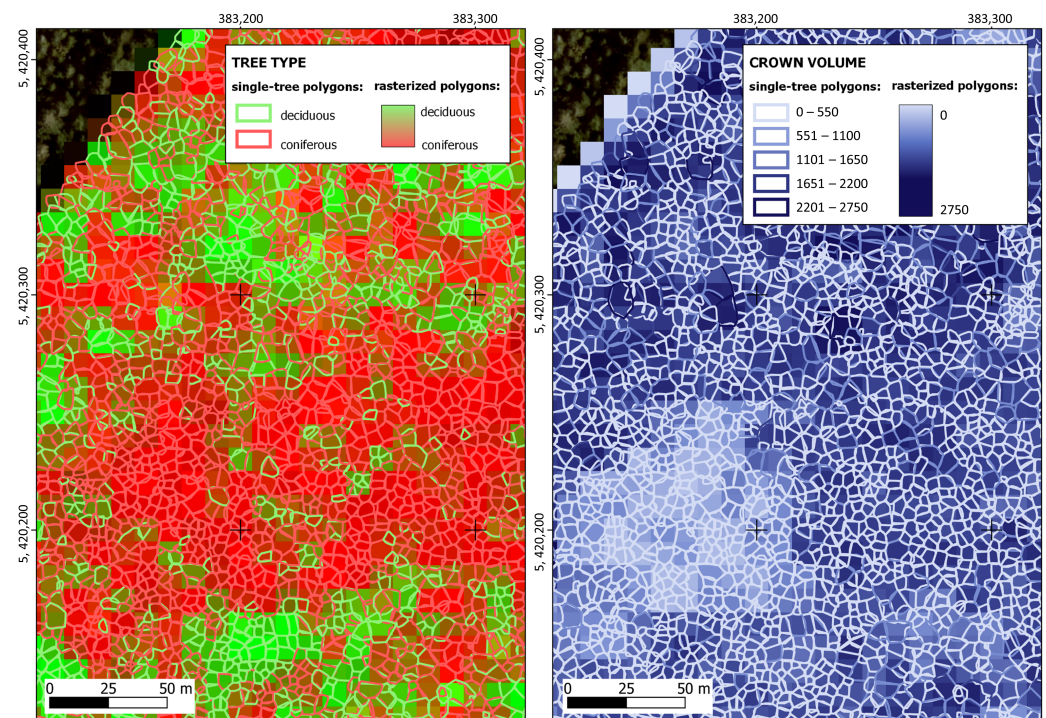 383,200 383,300
383,200 383,300
5, 420,400
5, 420,300
5, 420,200
TREE TYPE
single-tree polygons: rasterized polygons:
deciduous deciduous
coniferous coniferous
0 25 50 m
5, 420,400
5, 420,300
5, 420,200
CROWN VOLUME
single-tree polygons: rasterized polygons:
0 – 550 0
551 – 1100
1101 – 1650
1651 – 2200
2201 – 2750 2750
0 25 50 m